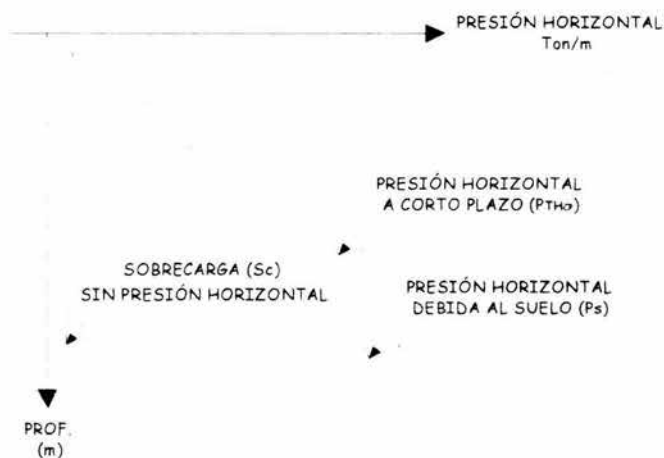 PRESIÓN HORIZONTAL
Ton/m
PRESIÓN HORIZONTAL
A CORTO PLAZO (PTHa)
SOBRECARGA (Sc)
SIN PRESIÓN HORIZONTAL
PRESIÓN HORIZONTAL
DEBIDA AL SUELO (Ps)
PROF.
(m)